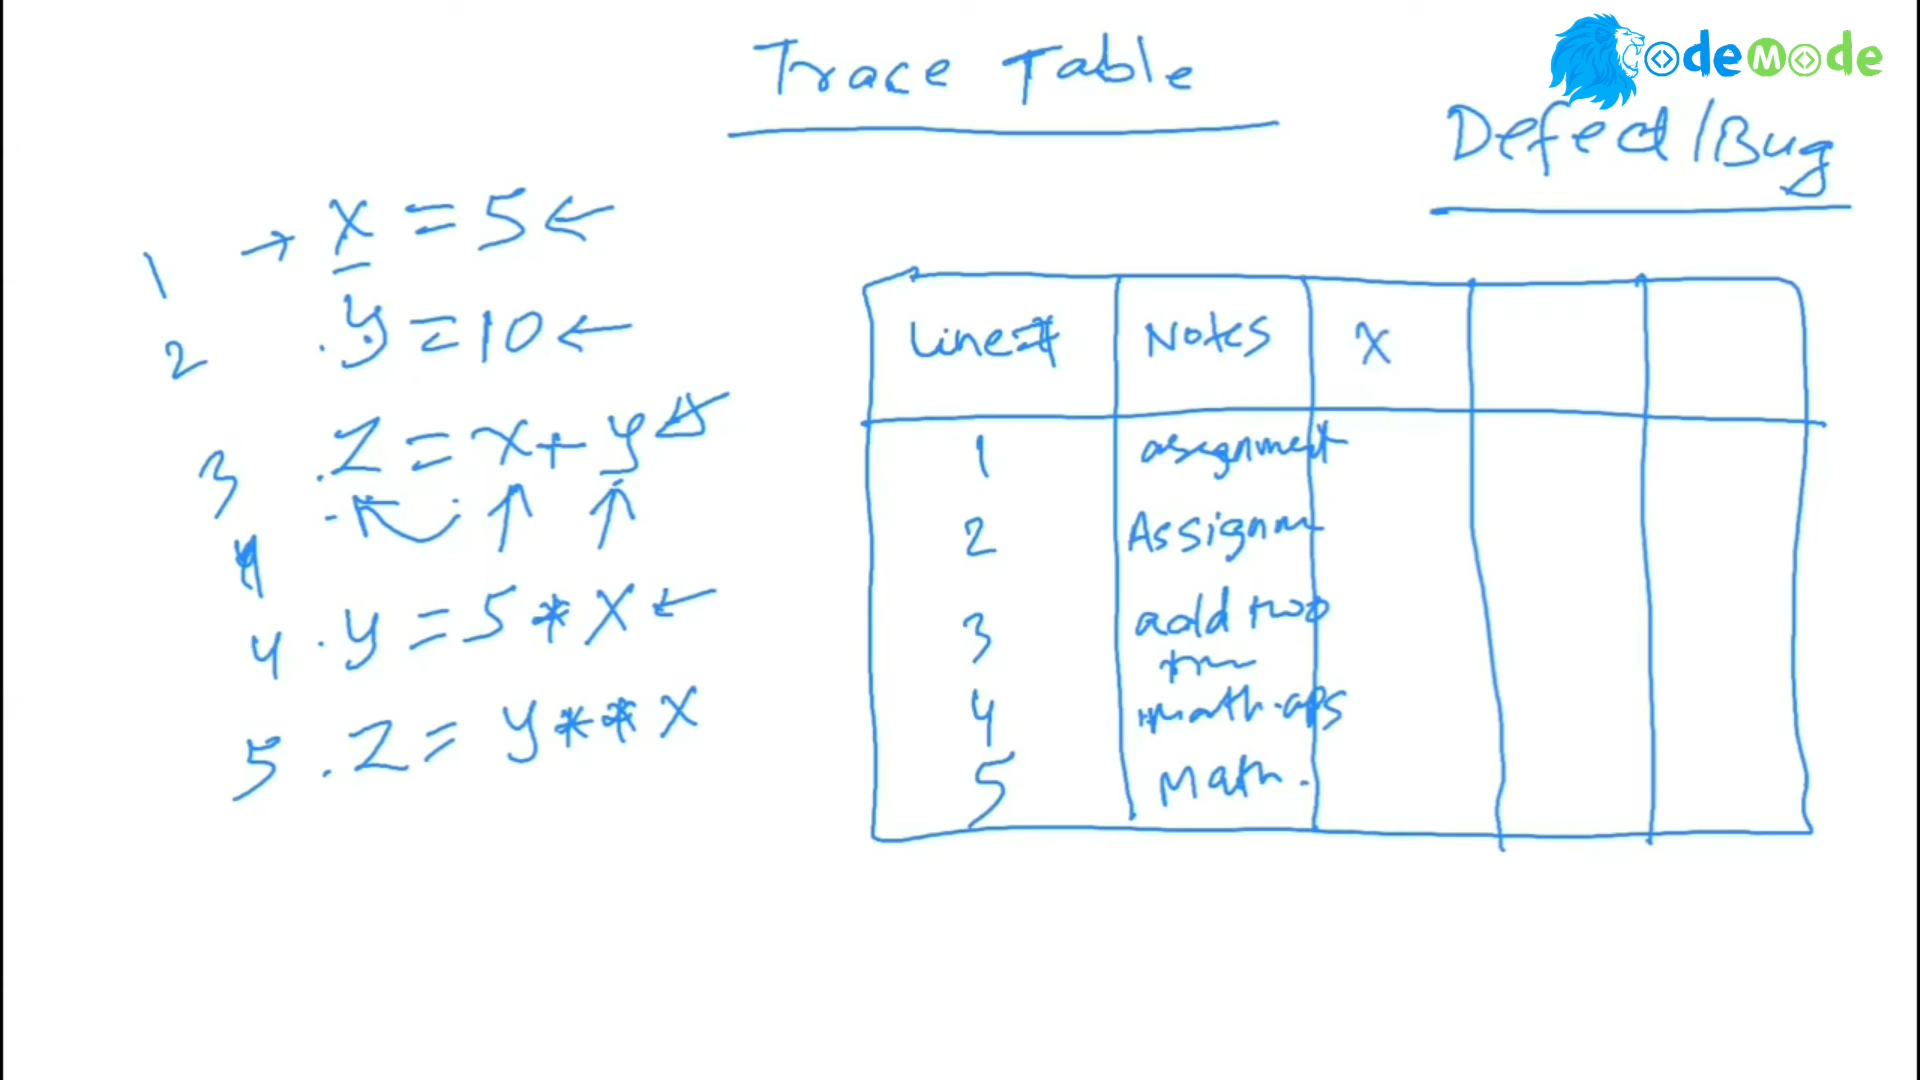 Trace Table
CodeMode
Defect/Bug
1 → x = 5 ←
2 . y = 10 ←
3 . Z = x + y ←
4
4 . y = 5 * x ←
5 . Z = y ** x
Line# Notes X
1 assignment
2 Assignm
3 add two
4 math.ops
5 Math.